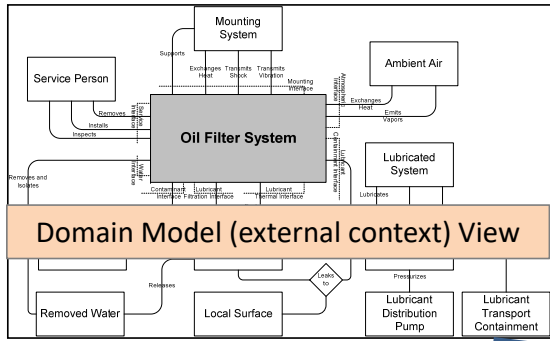 Mounting
System
Supports
Exchanges
Heat
Transmits
Shock
Transmits
Vibration
Mounting
Interface
Service Person
Removes
Installs
Inspects
Service
Interface
Ambient Air
Atmospheric
Interface
Exchanges
Heat
Emits
Vapors
Oil Filter System
Removes and
Isolates
Water
Interface
Contaminant
Interface
Lubricant
Filtration Interface
Lubricant
Thermal Interface
Lubricant
Containment Interface
Lubricated
System
Lubricates
Domain Model (external context) View
Releases
Leaks
to
Pressurizes
Removed Water
Local Surface
Lubricant
Distribution
Pump
Lubricant
Transport
Containment